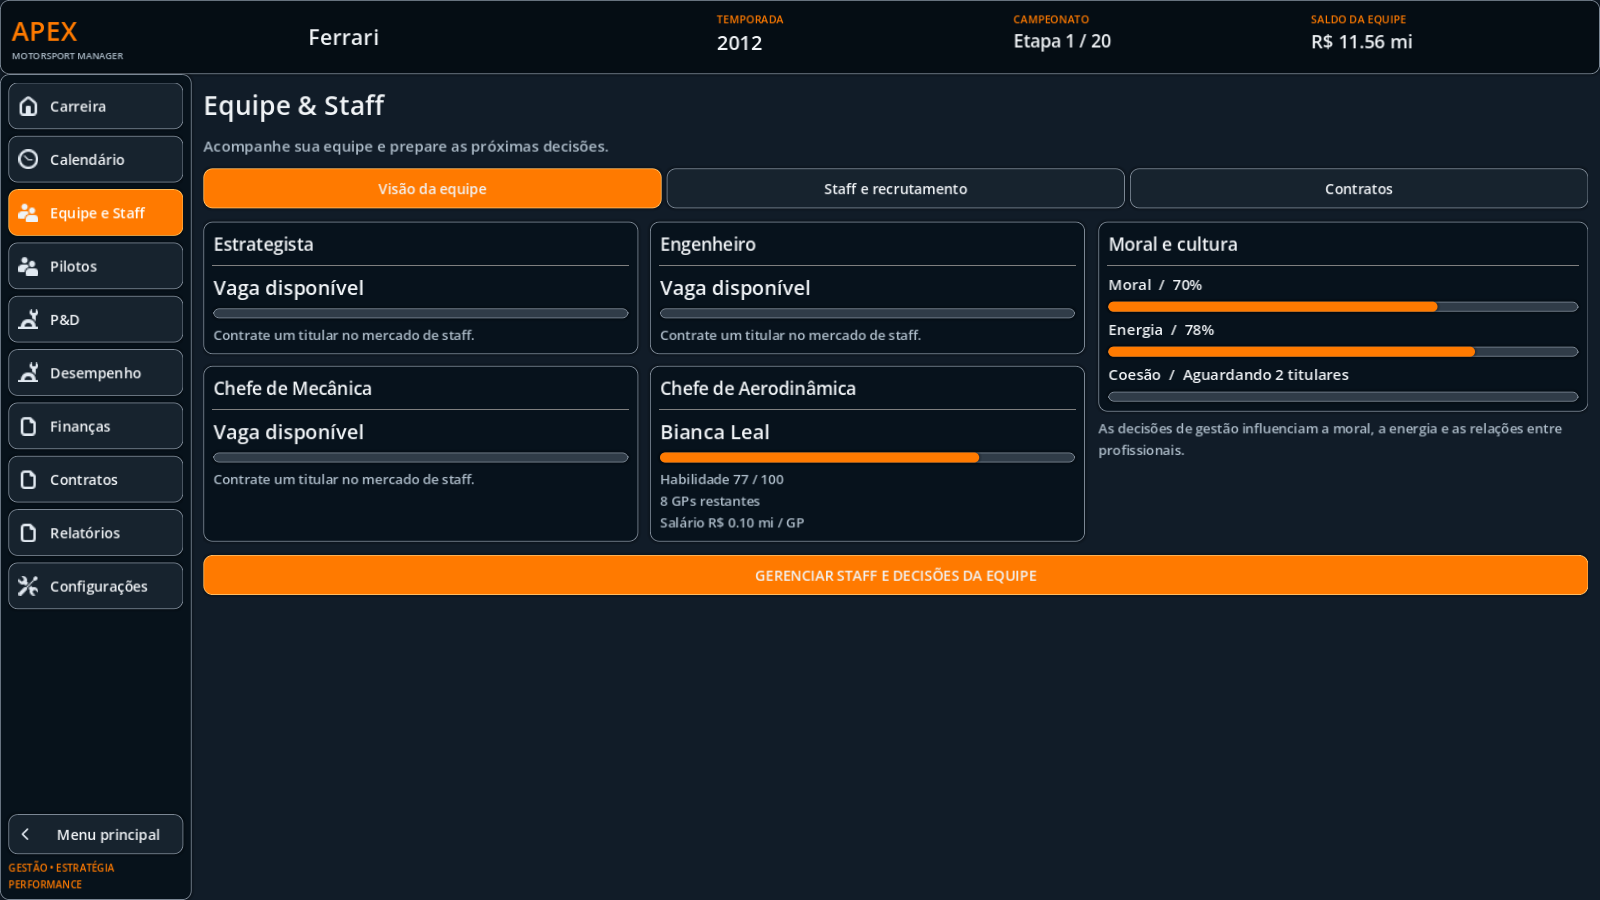 APEX
MOTORSPORT MANAGER
Ferrari
TEMPORADA
2012
CAMPEONATO
Etapa 1 / 20
SALDO DA EQUIPE
R$ 11.56 mi
Carreira
Calendário
Equipe e Staff
Pilotos
P&D
Desempenho
Finanças
Contratos
Relatórios
Configurações
Menu principal
GESTÃO • ESTRATÉGIA
PERFORMANCE
Equipe & Staff
Acompanhe sua equipe e prepare as próximas decisões.
Visão da equipe
Staff e recrutamento
Contratos
Estrategista
Vaga disponível
Contrate um titular no mercado de staff.
Engenheiro
Vaga disponível
Contrate um titular no mercado de staff.
Chefe de Mecânica
Vaga disponível
Contrate um titular no mercado de staff.
Chefe de Aerodinâmica
Bianca Leal
Habilidade 77 / 100
8 GPs restantes
Salário R$ 0.10 mi / GP
Moral e cultura
Moral / 70%
Energia / 78%
Coesão / Aguardando 2 titulares
As decisões de gestão influenciam a moral, a energia e as relações entre
profissionais.
GERENCIAR STAFF E DECISÕES DA EQUIPE